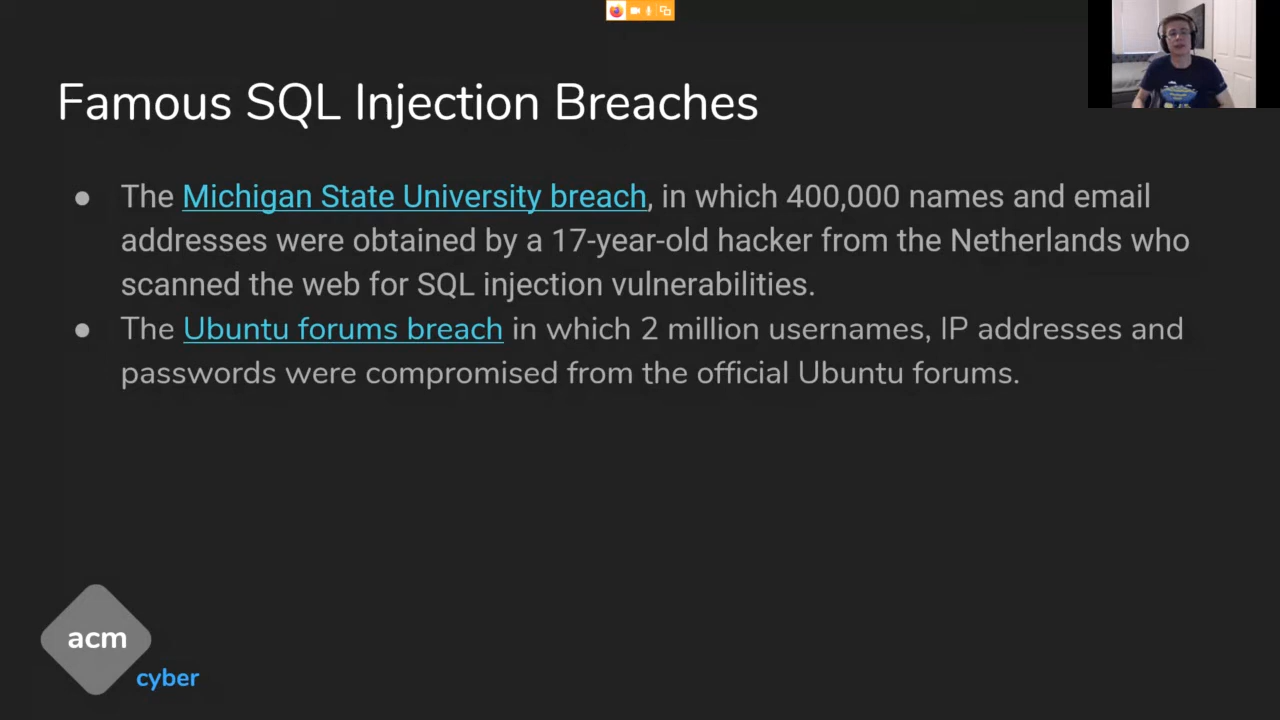 Famous SQL Injection Breaches
● The Michigan State University breach, in which 400,000 names and email
addresses were obtained by a 17-year-old hacker from the Netherlands who
scanned the web for SQL injection vulnerabilities.
● The Ubuntu forums breach in which 2 million usernames, IP addresses and
passwords were compromised from the official Ubuntu forums.
acm
cyber